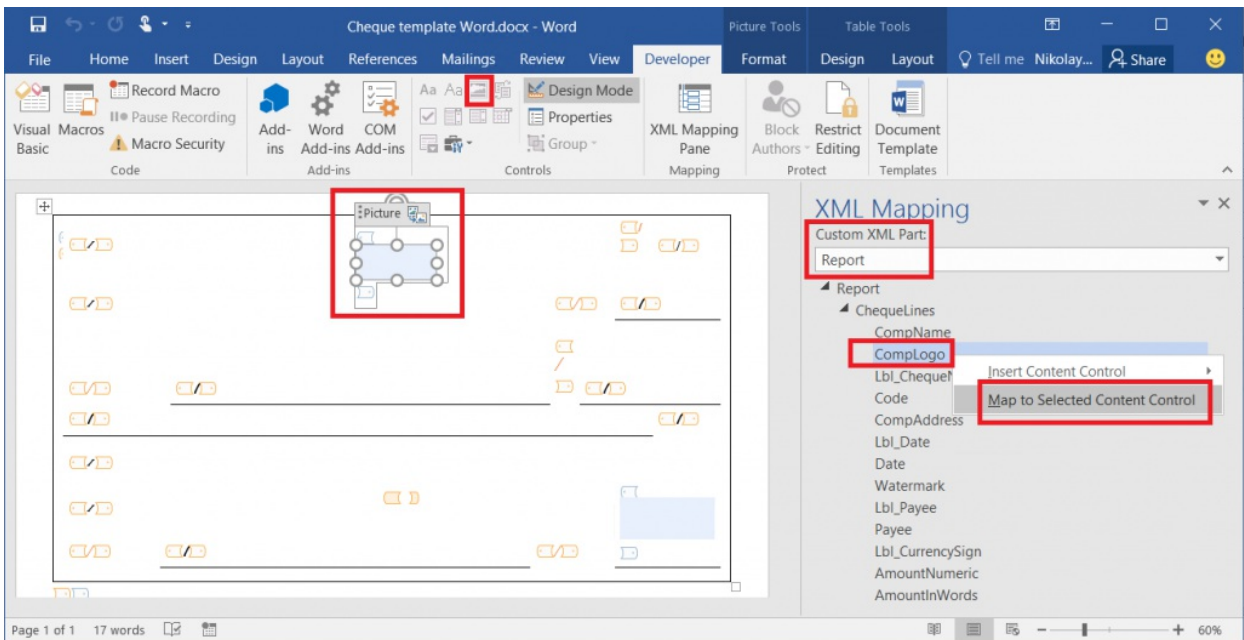 Cheque template Word.docx - Word
Picture Tools
Table Tools
File Home Insert Design Layout References Mailings Review View Developer Format Design Layout Tell me Nikolay... Share
Visual Basic
Macros
Record Macro
Pause Recording
Macro Security
Code
Add-ins
Word Add-ins
COM Add-ins
Add-ins
Aa Aa
Design Mode
Properties
Group
Controls
XML Mapping Pane
Mapping
Block Authors
Restrict Editing
Protect
Document Template
Templates
Picture
XML Mapping
Custom XML Part:
Report
Report
ChequeLines
CompName
CompLogo
Insert Content Control
Map to Selected Content Control
Code
CompAddress
Lbl_Date
Date
Watermark
Lbl_Payee
Payee
Lbl_CurrencySign
AmountNumeric
AmountInWords
Page 1 of 1 17 words
60%